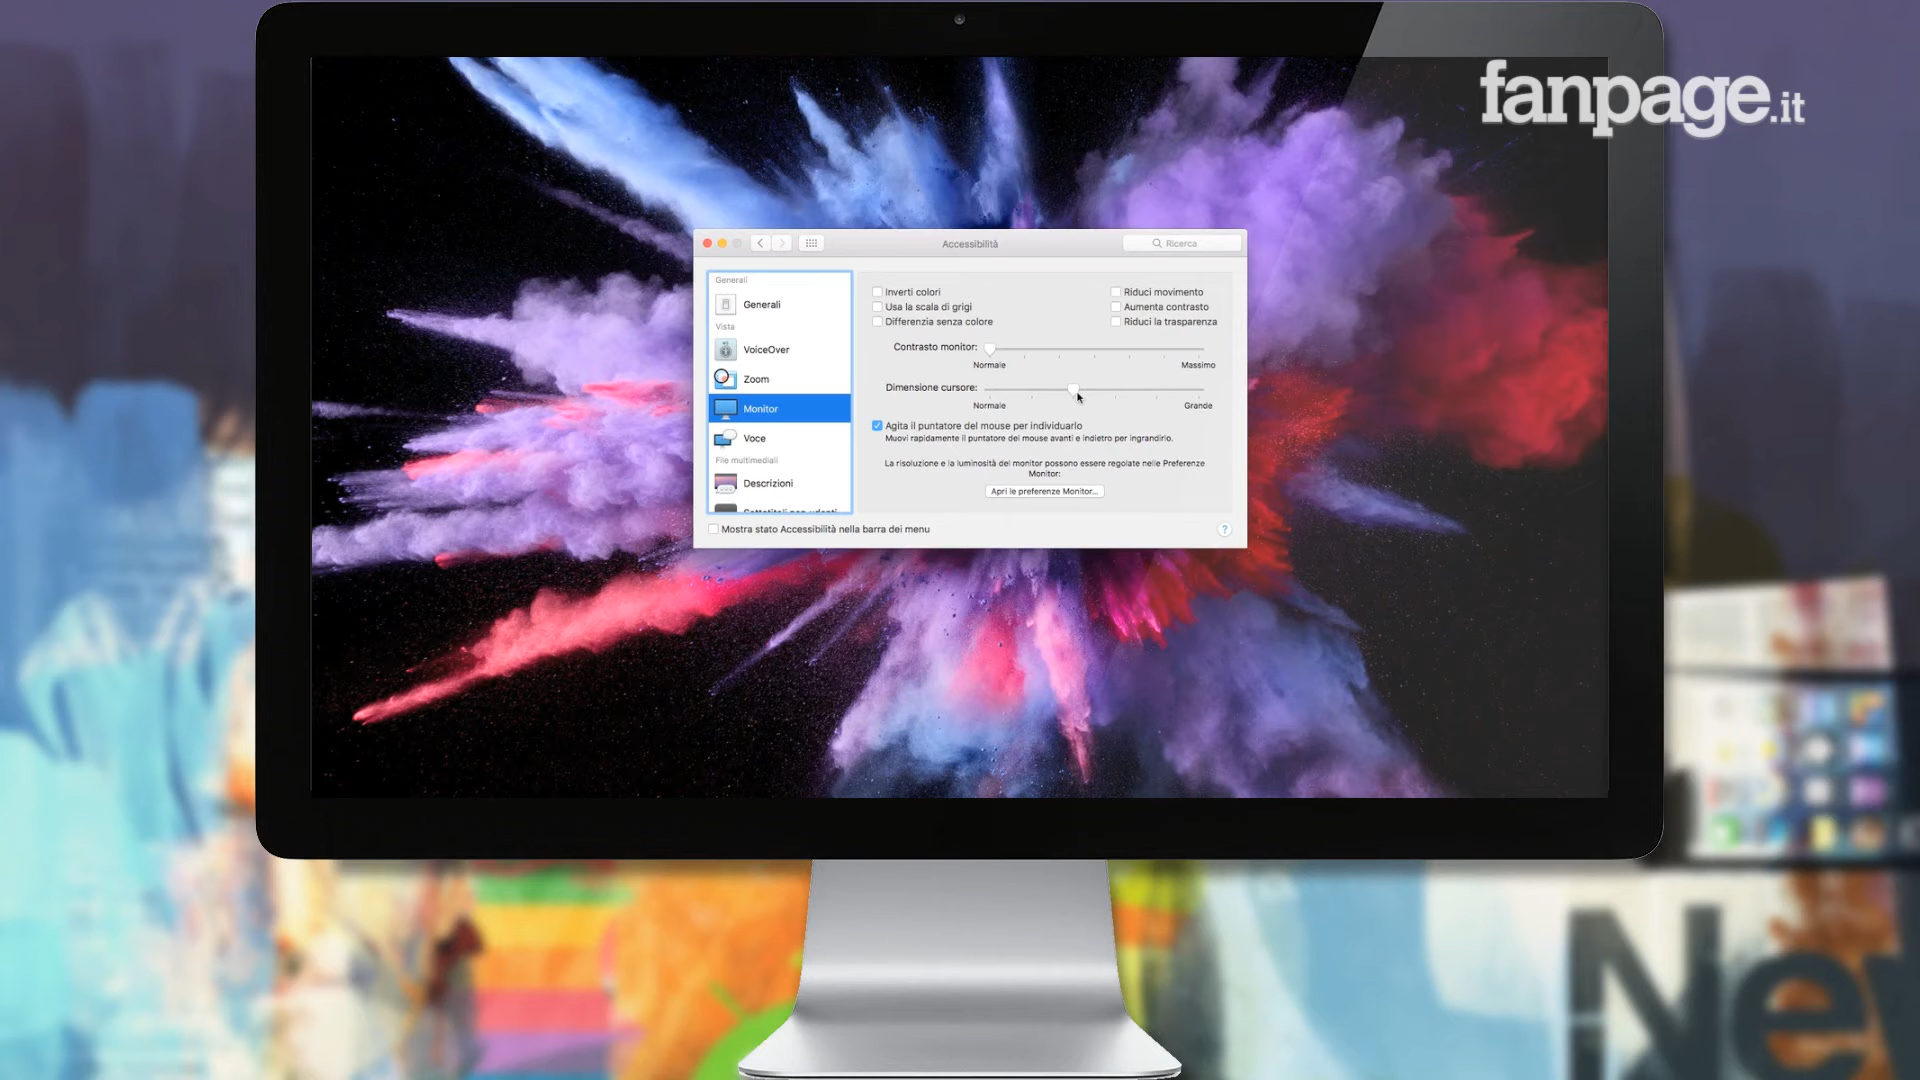 fanpage.it
Accessibilità
Ricerca
Generali
Generali
Vista
VoiceOver
Zoom
Monitor
Voce
File multimediali
Descrizioni
Inverti colori
Usa la scala di grigi
Differenzia senza colore
Riduci movimento
Aumenta contrasto
Riduci la trasparenza
Contrasto monitor:
Normale
Massimo
Dimensione cursore:
Normale
Grande
Agita il puntatore del mouse per individuarlo
Muovi rapidamente il puntatore del mouse avanti e indietro per ingrandirlo.
La risoluzione e la luminosità del monitor possono essere regolate nelle Preferenze
Monitor:
Apri le preferenze Monitor...
Mostra stato Accessibilità nella barra dei menu
?